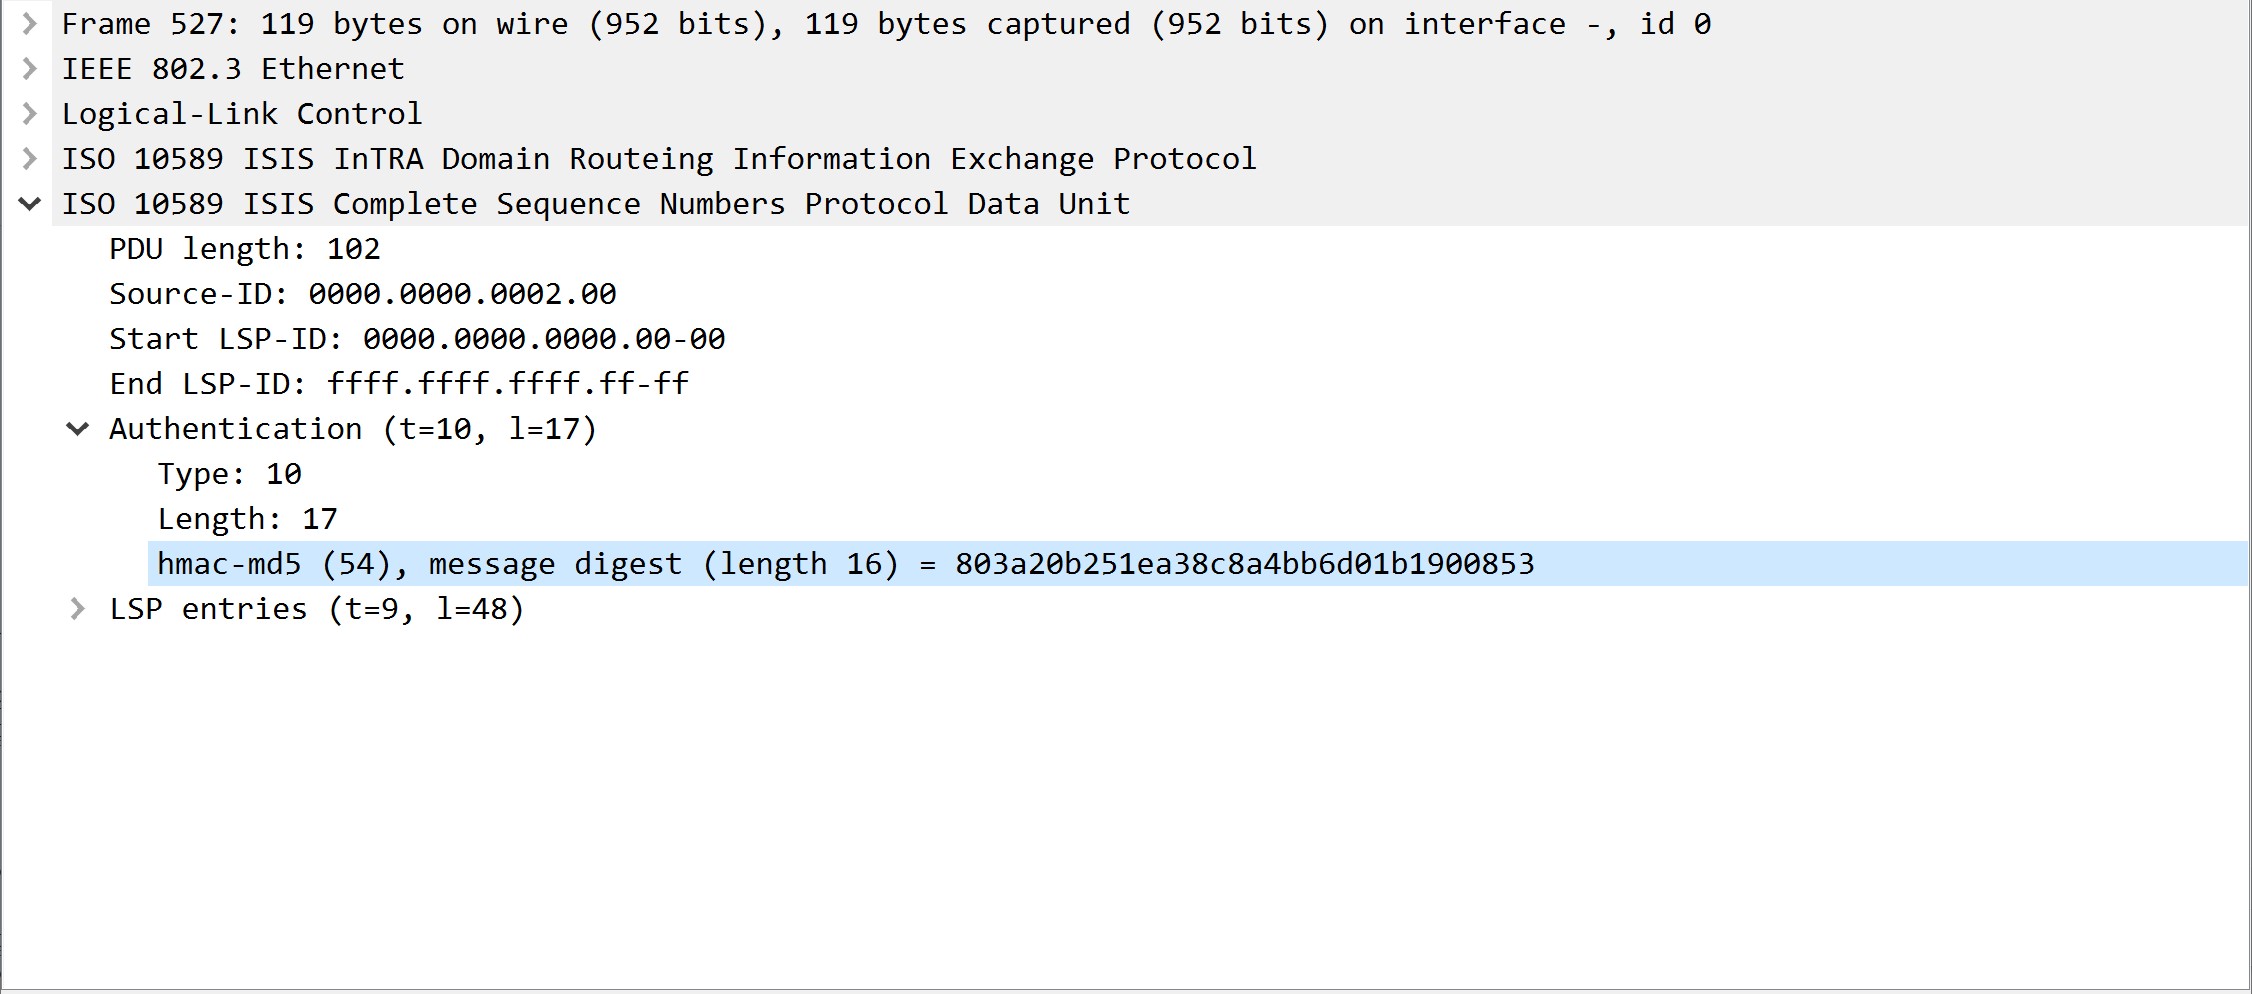 Frame 527: 119 bytes on wire (952 bits), 119 bytes captured (952 bits) on interface -, id 0
IEEE 802.3 Ethernet
Logical-Link Control
ISO 10589 ISIS InTRA Domain Routeing Information Exchange Protocol
ISO 10589 ISIS Complete Sequence Numbers Protocol Data Unit
PDU length: 102
Source-ID: 0000.0000.0002.00
Start LSP-ID: 0000.0000.0000.00-00
End LSP-ID: ffff.ffff.ffff.ff-ff
Authentication (t=10, l=17)
Type: 10
Length: 17
hmac-md5 (54), message digest (length 16) = 803a20b251ea38c8a4bb6d01b1900853
LSP entries (t=9, l=48)